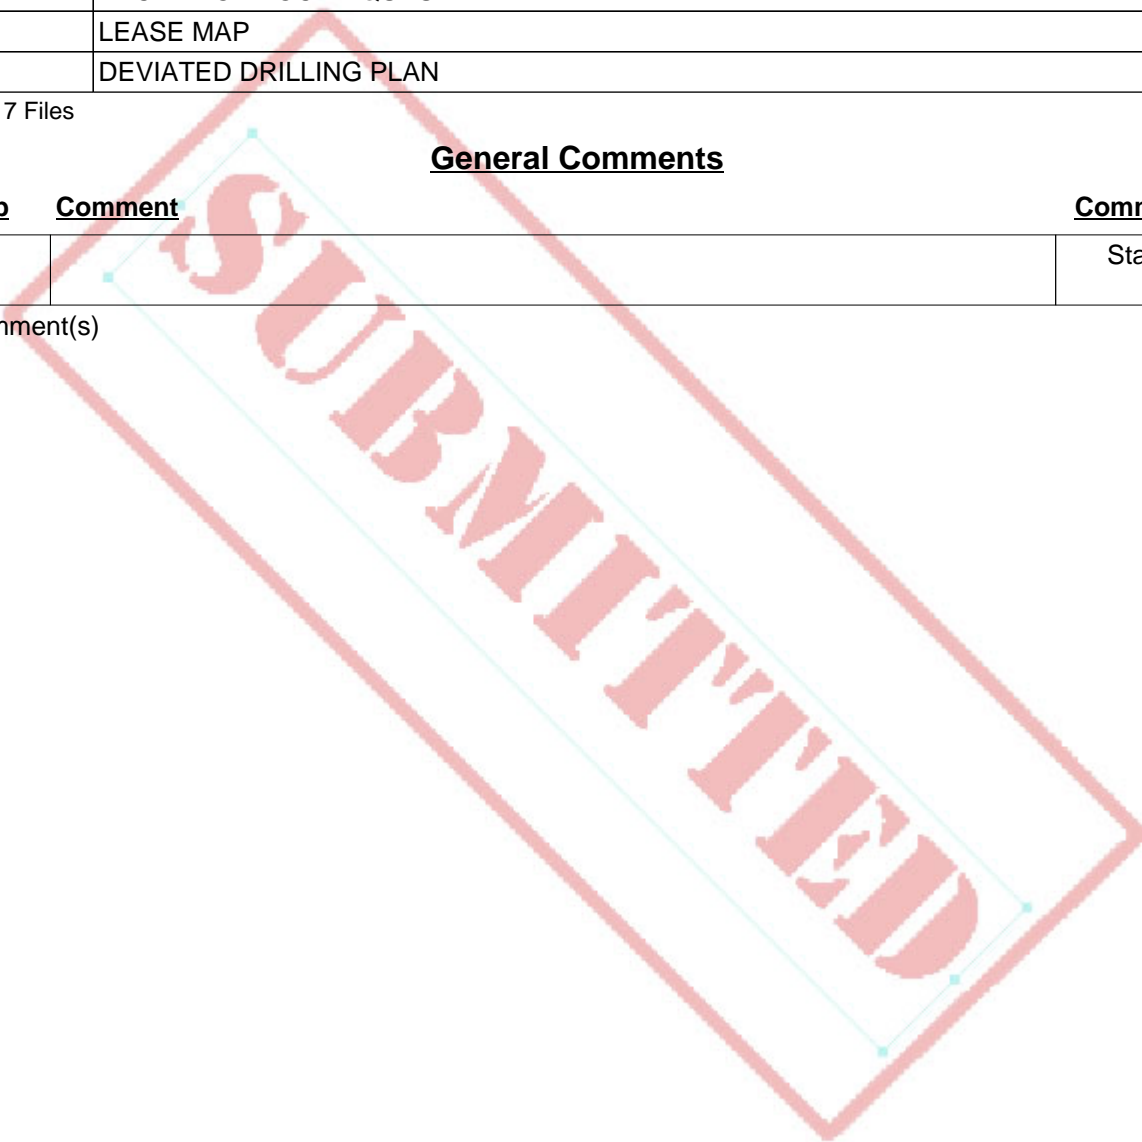 LEASE MAP
DEVIATED DRILLING PLAN
7 Files
General Comments
Comment
SUBMITTED